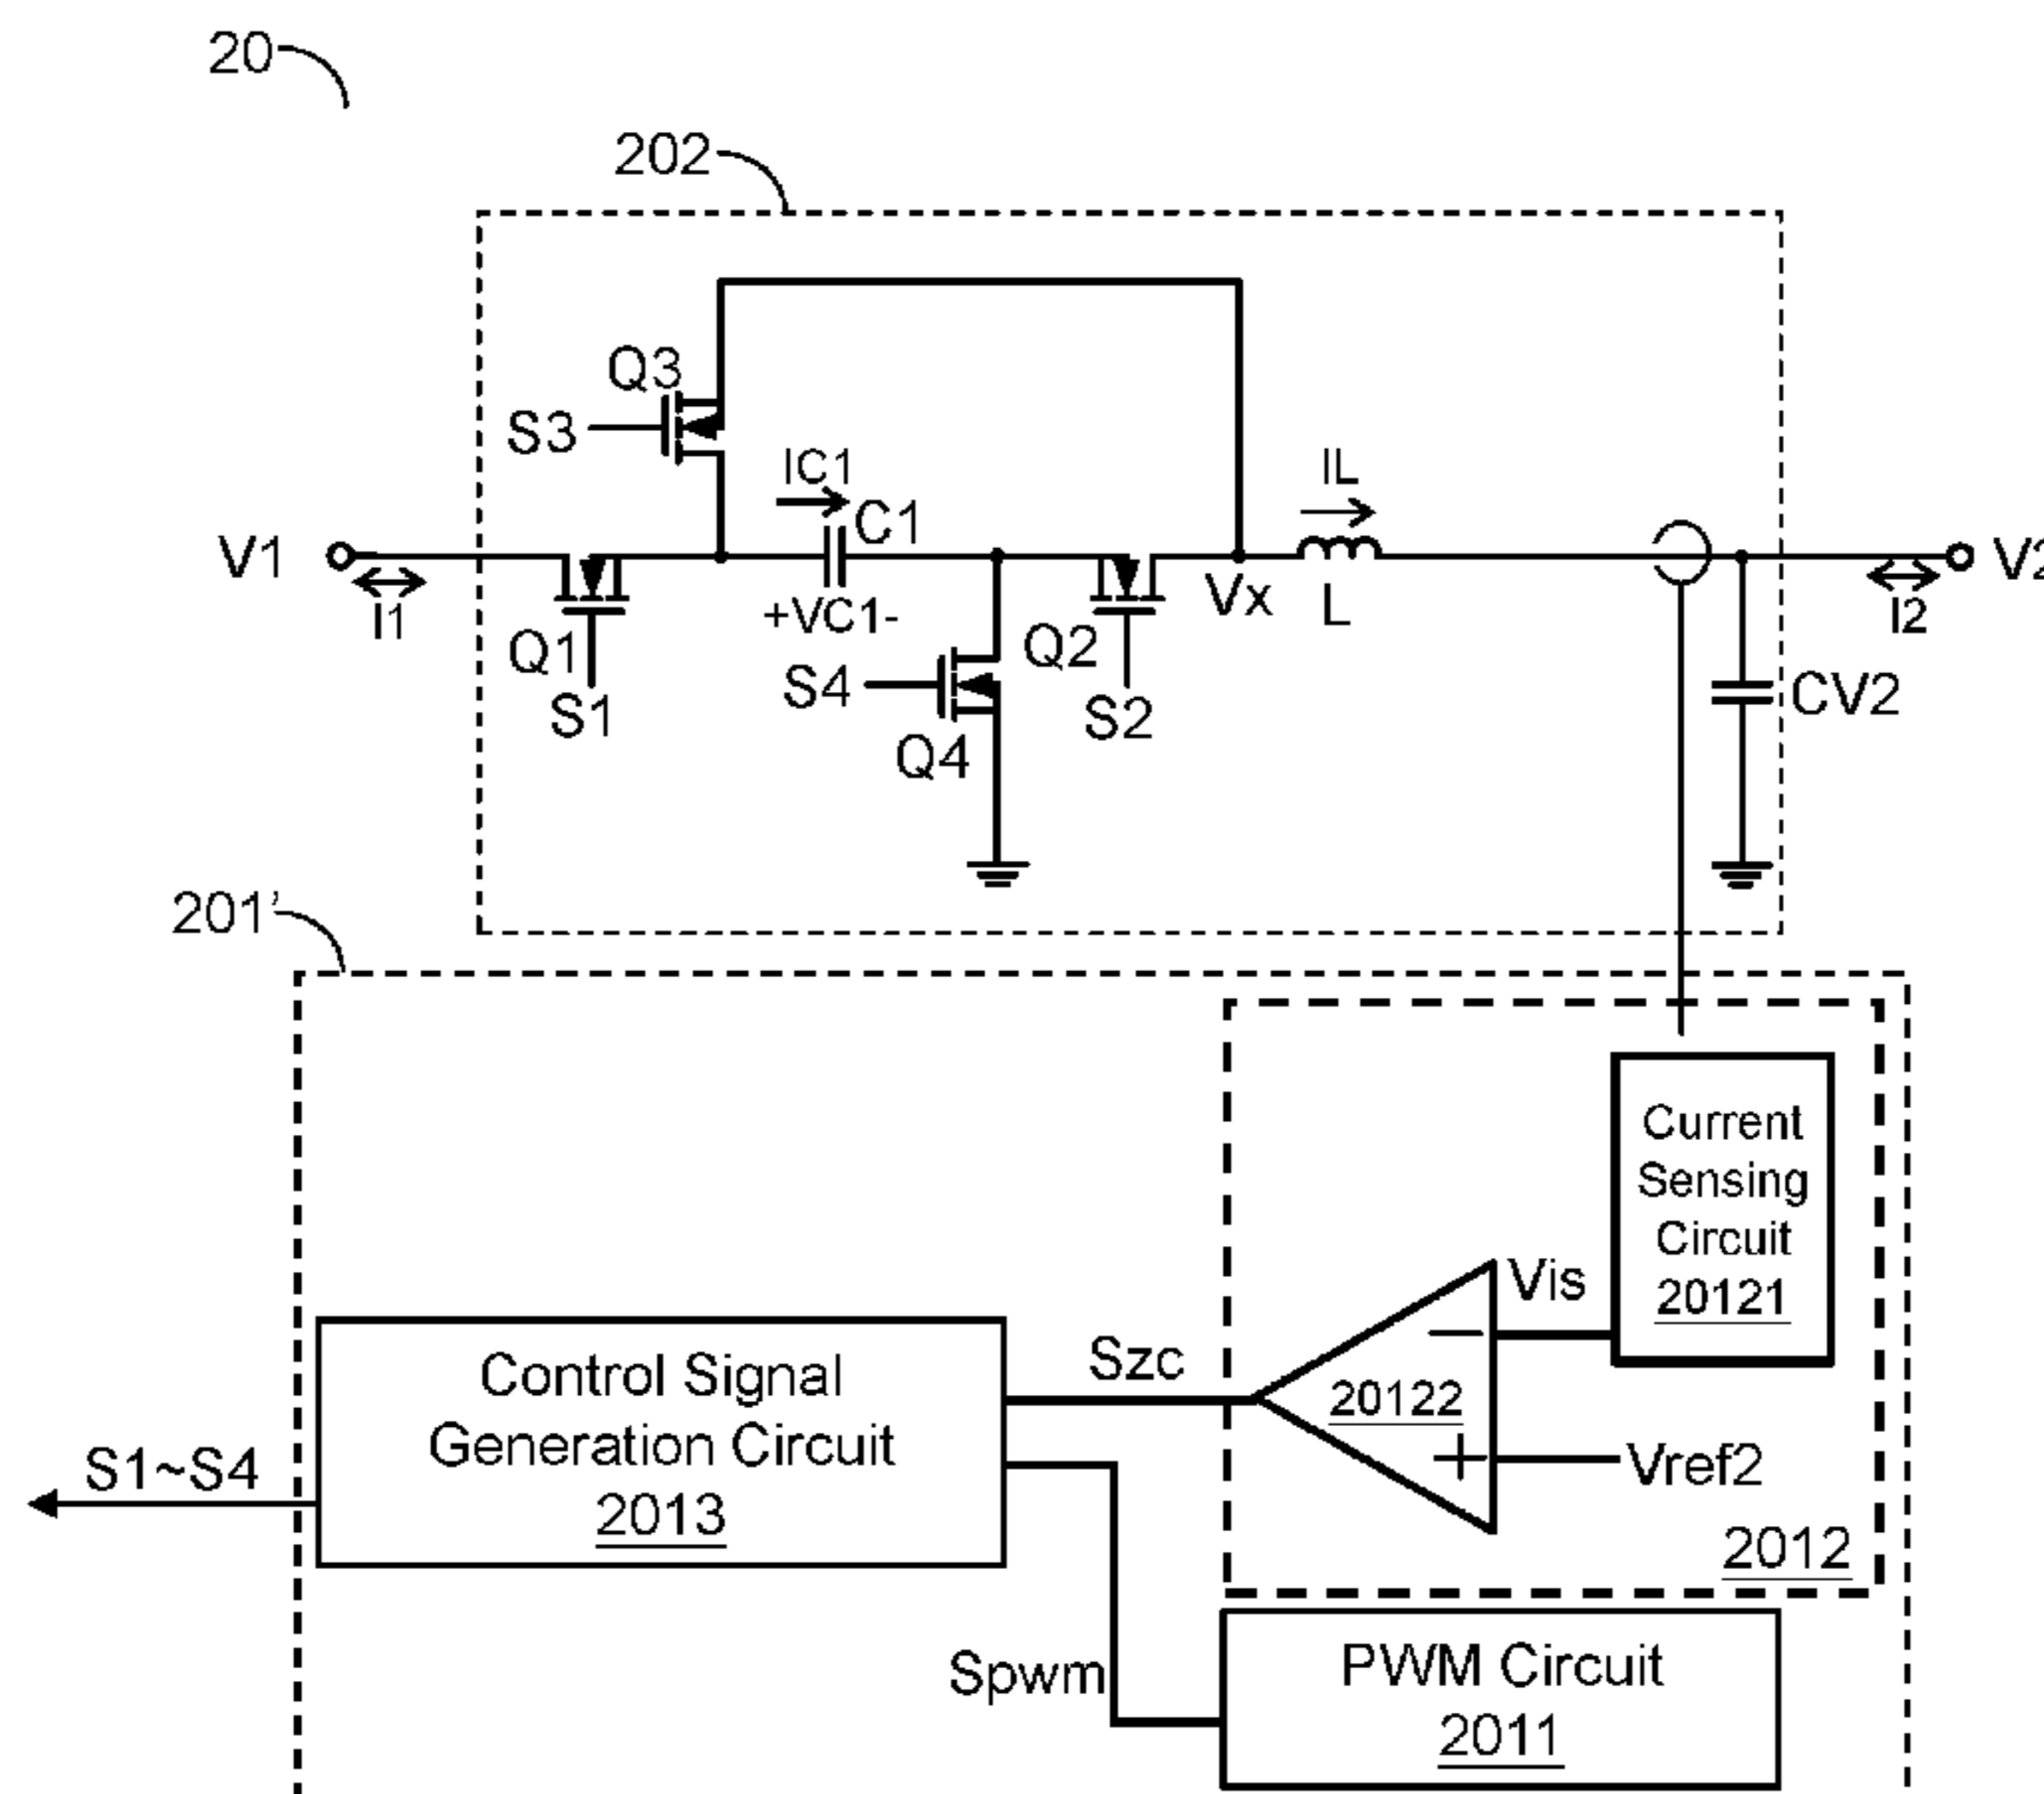 20
202
Q3
S3
IC1
C1
IL
V1
I1
+VC1-
Vx
L
V2
I2
Q1
S1
S4
Q4
Q2
S2
CV2
201'
Current
Sensing
Circuit
20121
Vis
Szc
20122
Vref2
2012
Control Signal
Generation Circuit
2013
S1~S4
Spwm
PWM Circuit
2011